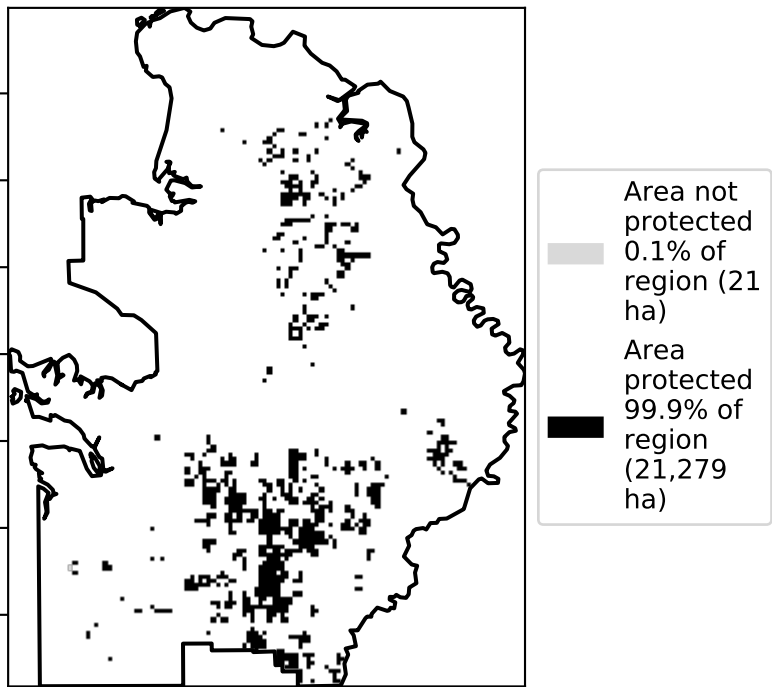 Area not
protected
0.1% of
region (21
ha)
Area
protected
99.9% of
region
(21,279
ha)